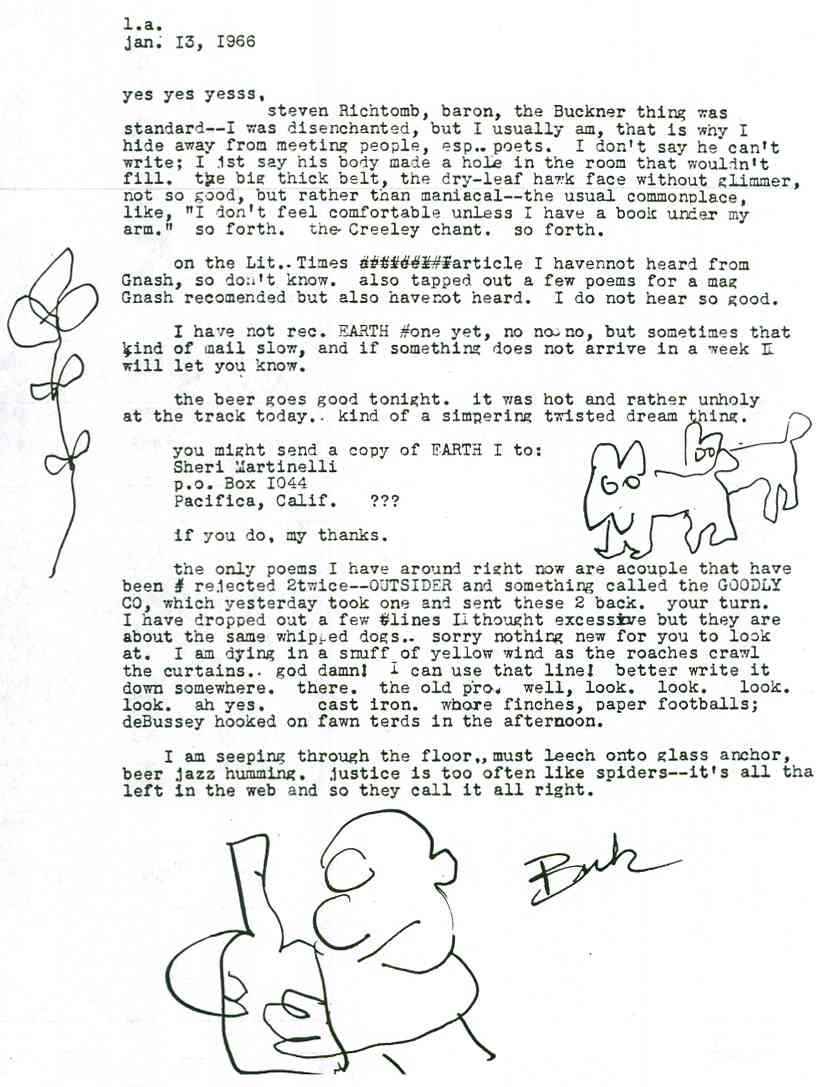 l.a.
jan. I3, I966
yes yes yesss,
steven Richtomb, baron, the Buckner thing was
standard--I was disenchanted, but I usually am, that is why I
hide away from meeting people, esp.. poets. I don't say he can't
write; I jst say his body made a hole in the room that wouldn't
fill. the big thick belt, the dry-leaf hawk face without glimmer,
not so good, but rather than maniacal--the usual commonplace,
like, "I don't feel comfortable unless I have a book under my
arm." so forth. the Creeley chant. so forth.
on the Lit.. Times article I havennot heard from
Gnash, so don't know. also tapped out a few poems for a mag
Gnash recomended but also havenot heard. I do not hear so good.
I have not rec. EARTH #one yet, no no no, but sometimes that
kind of mail slow, and if something does not arrive in a week I
will let you know.
the beer goes good tonight. it was hot and rather unholy
at the track today.. kind of a simpering twisted dream thing.
you might send a copy of EARTH I to:
Sheri Martinelli
p.o. Box I044
Pacifica, Calif. ???
if you do, my thanks.
the only poems I have around right now are acouple that have
been # rejected 2twice--OUTSIDER and something called the GOODLY
CO, which yesterday took one and sent these 2 back. your turn.
I have dropped out a few #lines I thought excessive but they are
about the same whipped dogs.. sorry nothing new for you to look
at. I am dying in a snuff of yellow wind as the roaches crawl
the curtains.. god damn! I can use that line! better write it
down somewhere. there. the old pro. well, look. look. look.
look. ah yes. cast iron. whore finches, paper footballs;
deBussey hooked on fawn terds in the afternoon.
I am seeping through the floor., must leech onto glass anchor,
beer jazz humming. justice is too often like spiders--it's all tha
left in the web and so they call it all right.
Buk